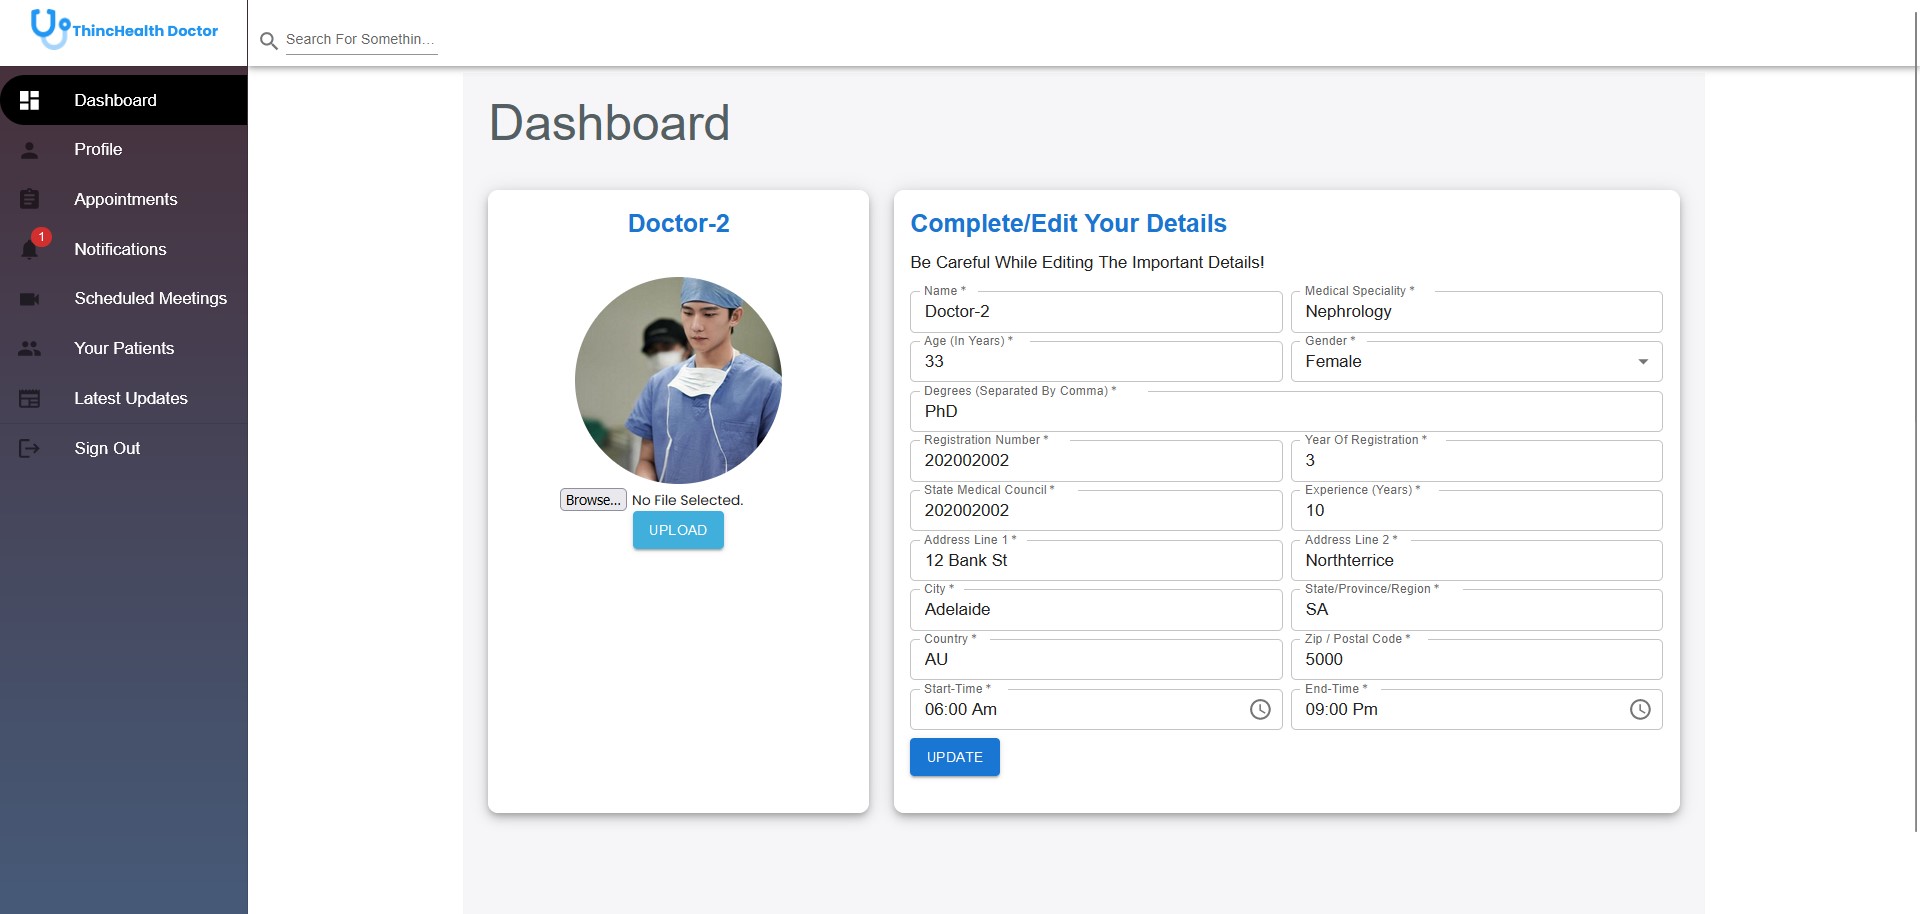 ThincHealth Doctor
Search For Somethin...
Dashboard
Profile
Appointments
1
Notifications
Scheduled Meetings
Your Patients
Latest Updates
Sign Out
Dashboard
Doctor-2
Browse... No File Selected.
UPLOAD
Complete/Edit Your Details
Be Careful While Editing The Important Details!
Name *
Doctor-2
Medical Speciality *
Nephrology
Age (In Years) *
33
Gender *
Female
Degrees (Separated By Comma) *
PhD
Registration Number *
202002002
Year Of Registration *
3
State Medical Council *
202002002
Experience (Years) *
10
Address Line 1 *
12 Bank St
Address Line 2 *
Northterrice
City *
Adelaide
State/Province/Region *
SA
Country *
AU
Zip / Postal Code *
5000
Start-Time *
06:00 Am
End-Time *
09:00 Pm
UPDATE